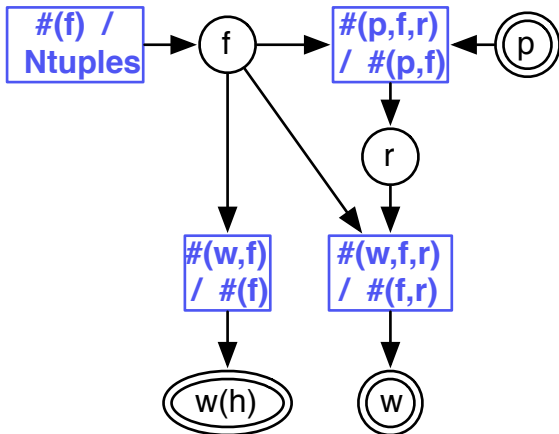 #(f) /
Ntuples
f
#(p,f,r)
/ #(p,f)
p
r
#(w,f)
/ #(f)
#(w,f,r)
/ #(f,r)
w(h)
w